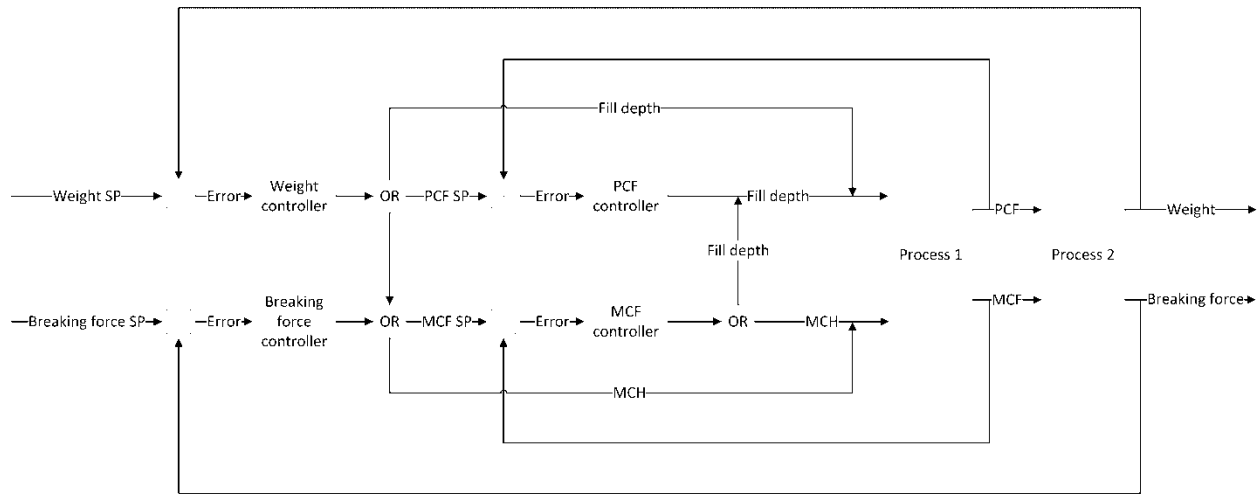 Fill depth
Weight SP
Error
Weight
controller
OR
PCF SP
Error
PCF
controller
Fill depth
PCF
Weight
Fill depth
Process 1
Process 2
Breaking force SP
Error
Breaking
force
controller
OR
MCF SP
Error
MCF
controller
OR
MCH
MCF
Breaking force
MCH